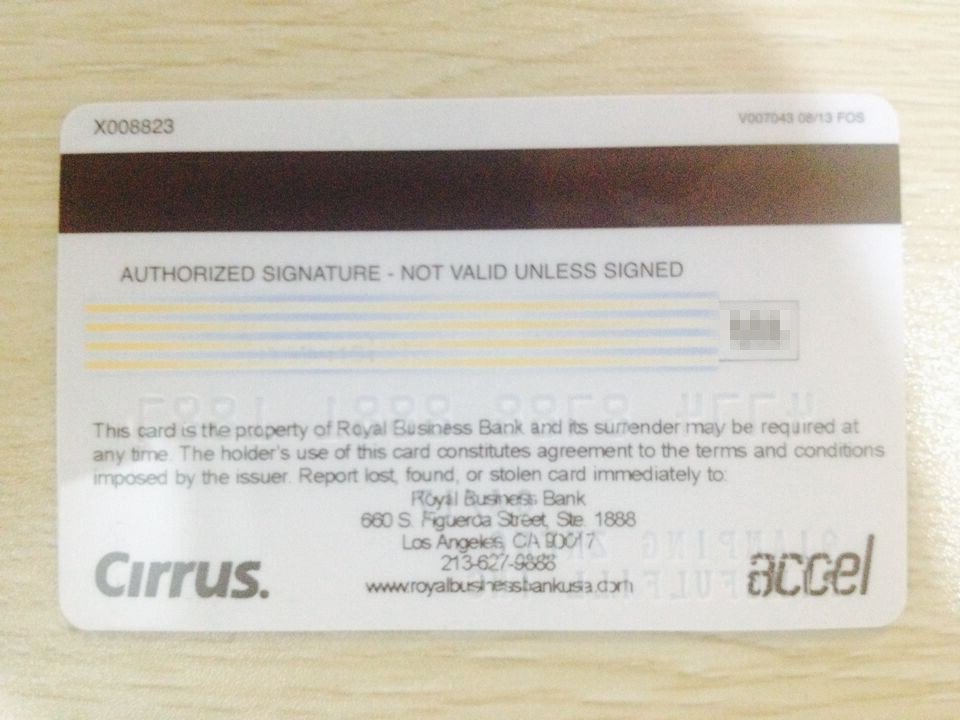 X008823
V007043 08/13 FOS
AUTHORIZED SIGNATURE - NOT VALID UNLESS SIGNED
This card is the property of Royal Business Bank and its surrender may be required at
any time. The holder's use of this card constitutes agreement to the terms and conditions
imposed by the issuer. Report lost, found, or stolen card immediately to:
Royal Business Bank
660 S. Figueroa Street, Ste. 1888
Los Angeles, CA 90017
213-627-9888
www.royalbusinessbankusa.com
Cirrus.
accel